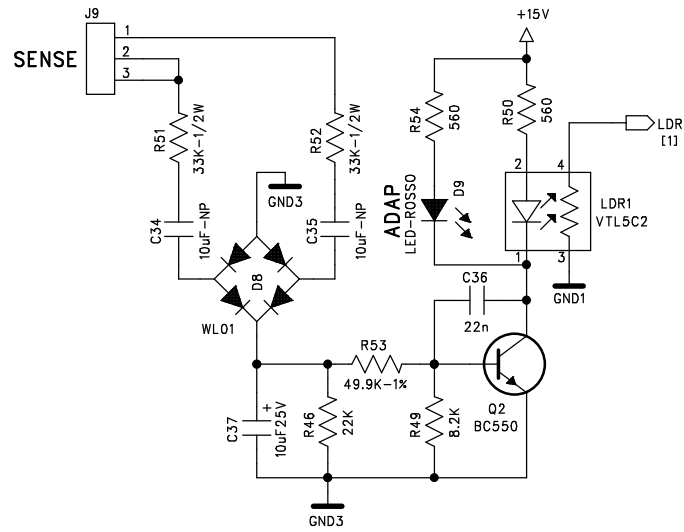 J9
SENSE
1
2
3
R51
33K-1/2W
R52
33K-1/2W
GND3
C34
10uF-NP
C35
10uF-NP
D8
WL01
+15V
R54
560
R50
560
LDR
[1]
2
4
D9
ADAP
LED-ROSSO
LDR1
VTL5C2
1
3
GND1
C36
22n
R53
49.9K-1%
Q2
BC550
C37
+
10uF25V
R46
22K
R49
8.2K
GND3